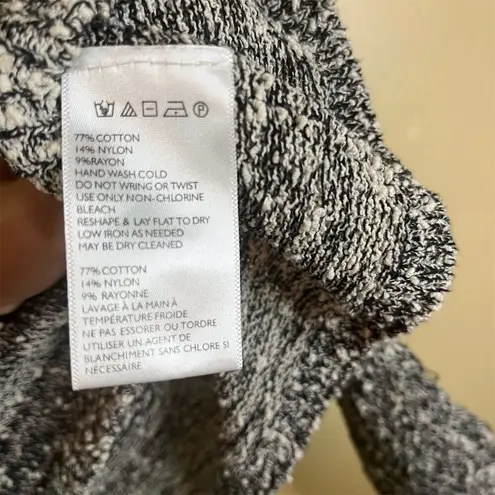 77% COTTON
14% NYLON
9%RAYON
HAND WASH COLD
DO NOT WRING OR TWIST
USE ONLY NON-CHLORINE
BLEACH
RESHAPE & LAY FLAT TO DRY
LOW IRON AS NEEDED
MAY BE DRY CLEANED
77% COTTON
14% NYLON
9% RAYONNE
LAVAGE À LA MAIN À
TEMPÉRATURE FROIDE
NE PAS ESSORER OU TORDRE
UTILISER UN AGENT DE
BLANCHIMENT SANS CHLORE SI
NÉCESSAIRE